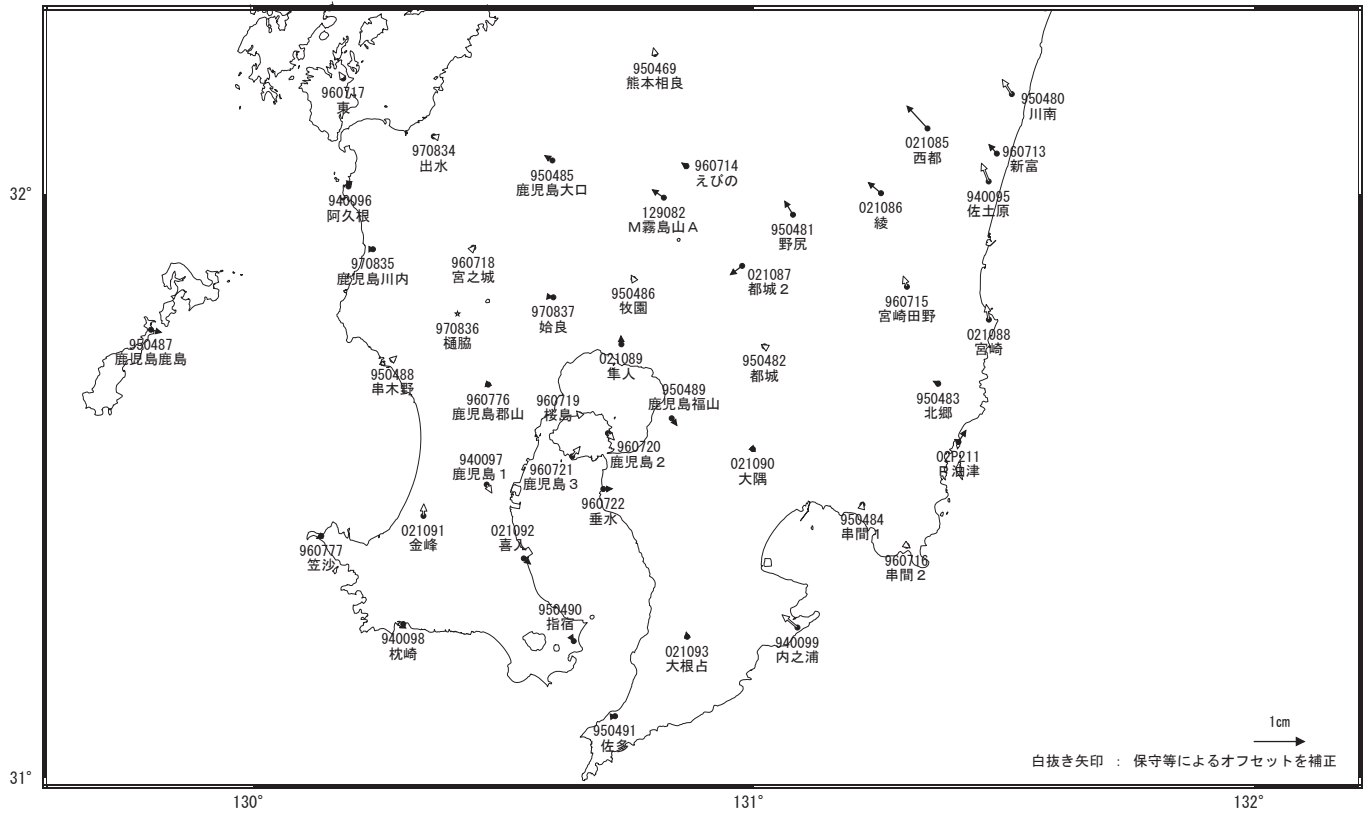 950469
熊本相良
960717
東
950480
川南
021085
西都
970834
出水
960713
新富
950485
鹿児島大口
960714
えびの
32°
940096
阿久根
129082
M霧島山A
021086
綾
940095
佐土原
950481
野尻
970835
鹿児島川内
960718
宮之城
021087
都城2
950486
牧園
960715
宮崎田野
970837
姶良
970836
樋脇
950487
鹿児島鹿島
021088
宮崎
021089
隼人
950482
都城
950488
串木野
960776
鹿児島郡山
960719
桜島
950489
鹿児島福山
950483
北郷
960720
鹿児島2
940097
鹿児島1
960721
鹿児島3
021090
大隅
02P211
P油津
960722
垂水
021091
金峰
021092
喜入
950484
串間1
960777
笠沙
960716
串間2
950490
指宿
940098
枕崎
021093
大根占
940099
内之浦
950491
佐多
1cm
白抜き矢印 : 保守等によるオフセットを補正
31°
130°
131°
132°